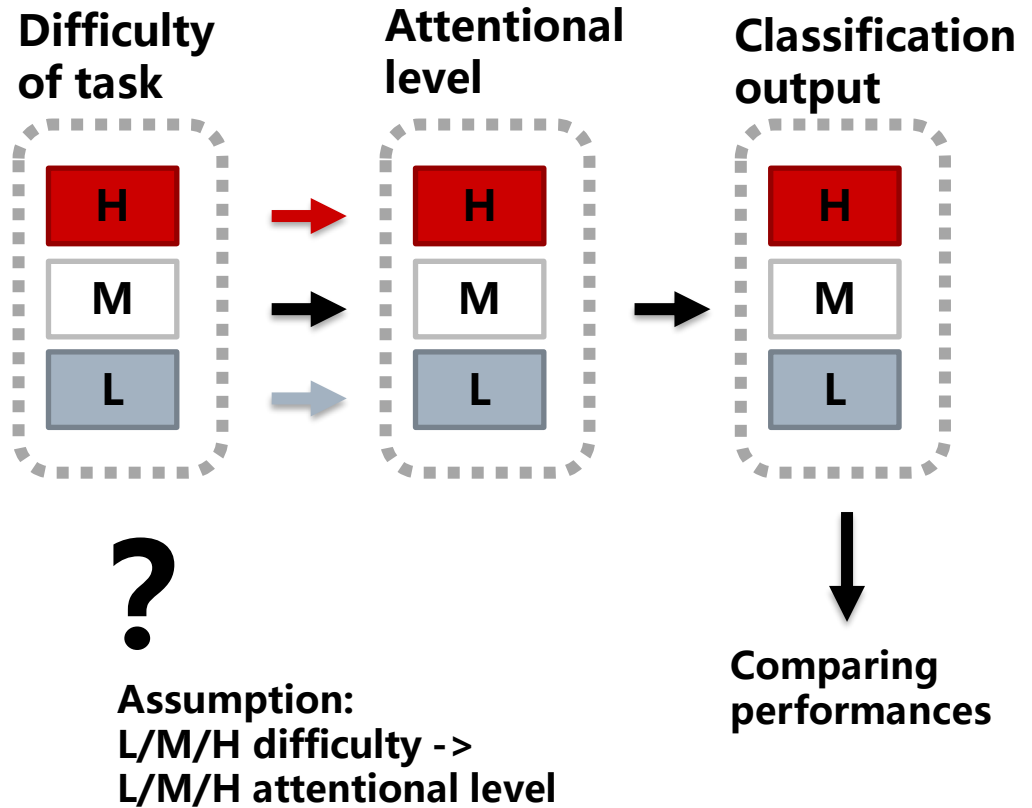 Difficulty
of task
H
M
L
Attentional
level
H
M
L
Classification
output
H
M
L
?
Assumption:
L/M/H difficulty ->
L/M/H attentional level
Comparing
performances